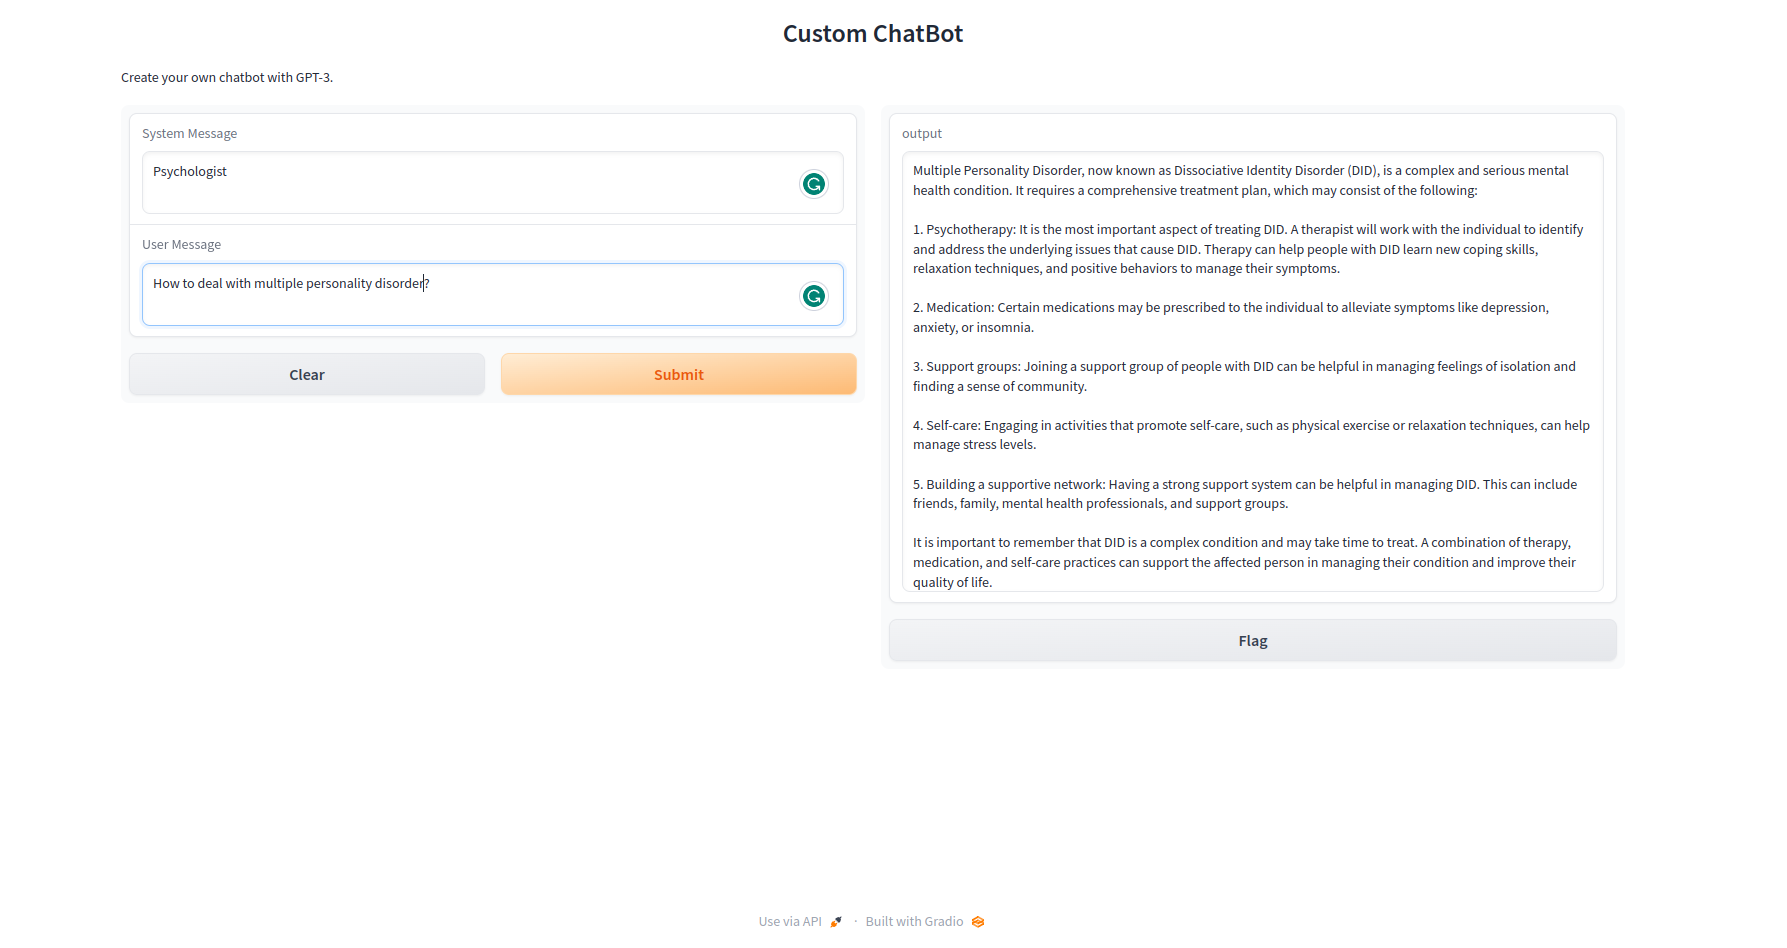 Custom ChatBot
Create your own chatbot with GPT-3.
System Message
Psychologist
User Message
How to deal with multiple personality disorder?
Clear
Submit
output
Multiple Personality Disorder, now known as Dissociative Identity Disorder (DID), is a complex and serious mental
health condition. It requires a comprehensive treatment plan, which may consist of the following:
1. Psychotherapy: It is the most important aspect of treating DID. A therapist will work with the individual to identify
and address the underlying issues that cause DID. Therapy can help people with DID learn new coping skills,
relaxation techniques, and positive behaviors to manage their symptoms.
2. Medication: Certain medications may be prescribed to the individual to alleviate symptoms like depression,
anxiety, or insomnia.
3. Support groups: Joining a support group of people with DID can be helpful in managing feelings of isolation and
finding a sense of community.
4. Self-care: Engaging in activities that promote self-care, such as physical exercise or relaxation techniques, can help
manage stress levels.
5. Building a supportive network: Having a strong support system can be helpful in managing DID. This can include
friends, family, mental health professionals, and support groups.
It is important to remember that DID is a complex condition and may take time to treat. A combination of therapy,
medication, and self-care practices can support the affected person in managing their condition and improve their
quality of life.
Flag
Use via API · Built with Gradio